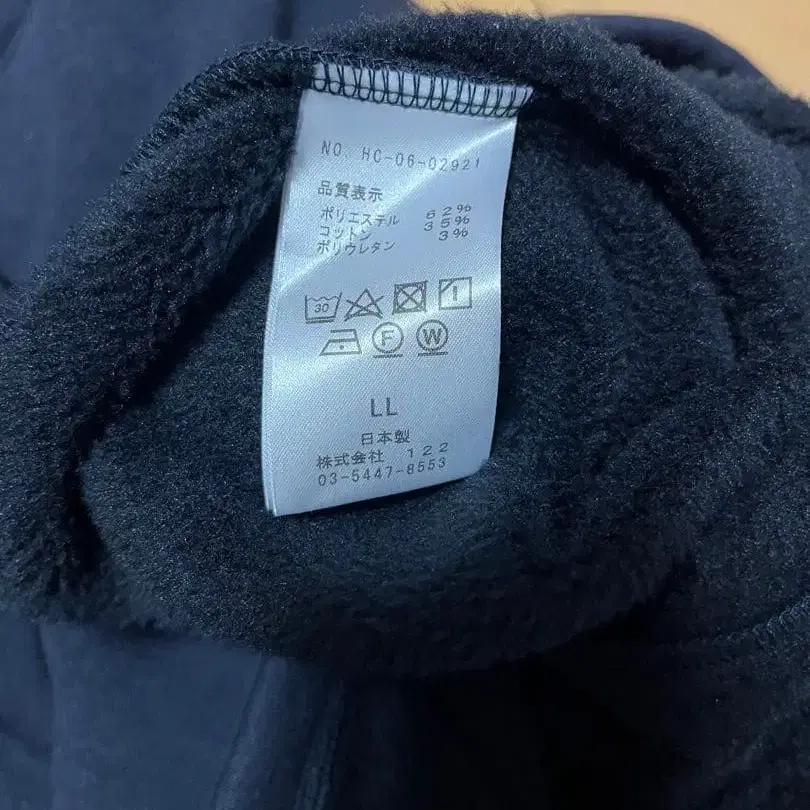 NO. HC-06-02921
品質表示
ポリエステル 62%
コットン 35%
ポリウレタン 3%
30
F W
LL
日本製
株式会社 122
03-5447-8553